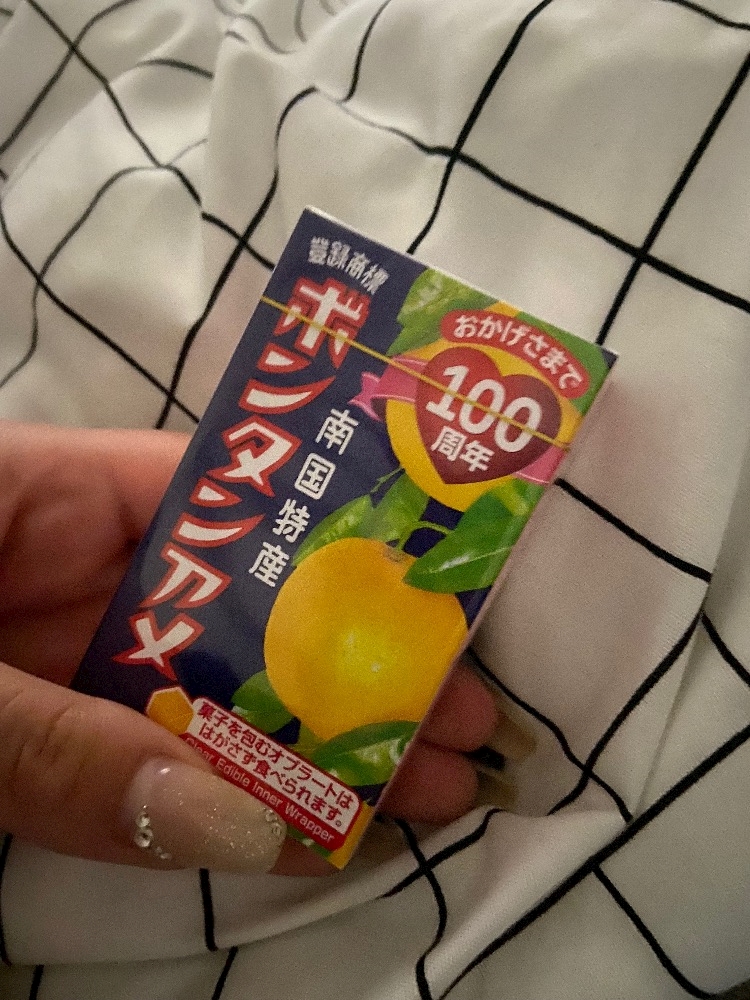 登録商標
ボンタンアメ
南国特産
おかげさまで
100
周年
菓子を包むオブラートは
はがさず食べられます。
Clear Edible Inner Wrapper